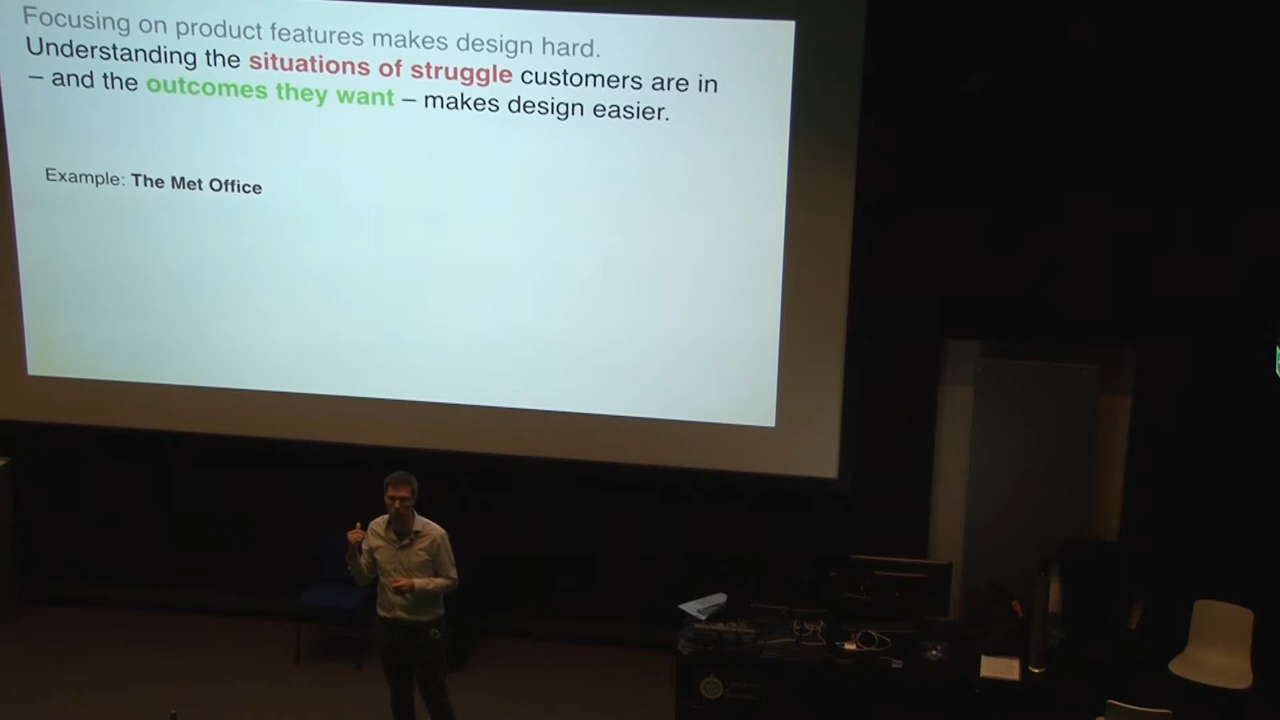 Focusing on product features makes design hard.
Understanding the situations of struggle customers are in
– and the outcomes they want – makes design easier.
Example: The Met Office